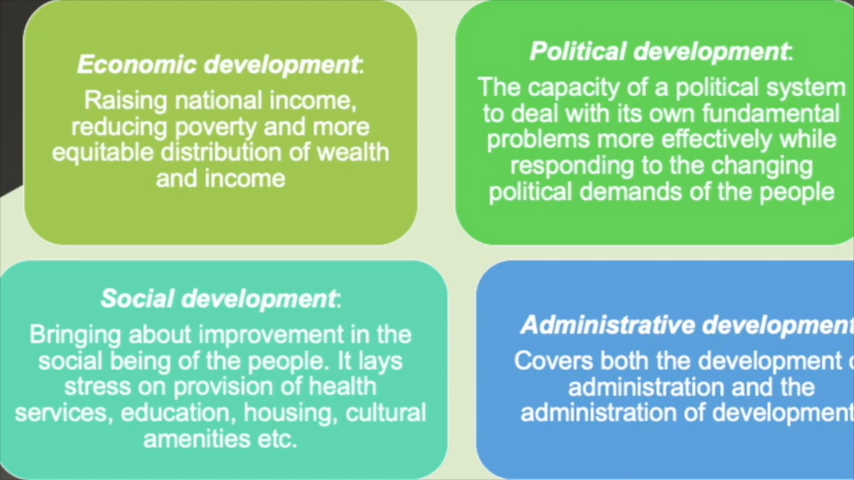 Economic development:
Raising national income,
reducing poverty and more
equitable distribution of wealth
and income
Political development:
The capacity of a political system
to deal with its own fundamental
problems more effectively while
responding to the changing
political demands of the people
Social development:
Bringing about improvement in the
social being of the people. It lays
stress on provision of health
services, education, housing, cultural
amenities etc.
Administrative development
Covers both the development
administration and the
administration of development